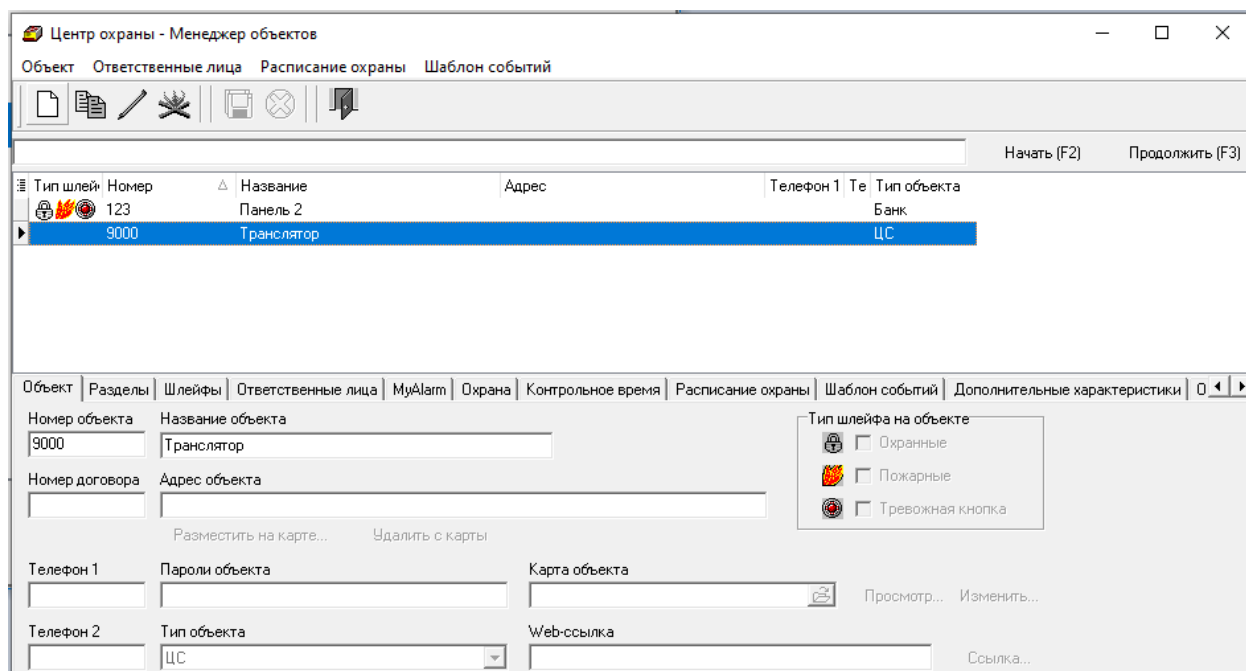 Центр охраны - Менеджер объектов
Объект Ответственные лица Расписание охраны Шаблон событий
Начать (F2) Продолжить (F3)
Тип шлей Номер Название Адрес Телефон 1 Те Тип объекта
123 Панель 2 Банк
9000 Транслятор ЦС
Объект Разделы Шлейфы Ответственные лица MyAlarm Охрана Контрольное время Расписание охраны Шаблон событий Дополнительные характеристики О
Номер объекта Название объекта Тип шлейфа на объекте
9000 Транслятор Охранные
Номер договора Адрес объекта Пожарные
Тревожная кнопка
Разместить на карте... Удалить с карты
Телефон 1 Пароли объекта Карта объекта
Просмотр... Изменить...
Телефон 2 Тип объекта Web-ссылка
ЦС Ссылка...